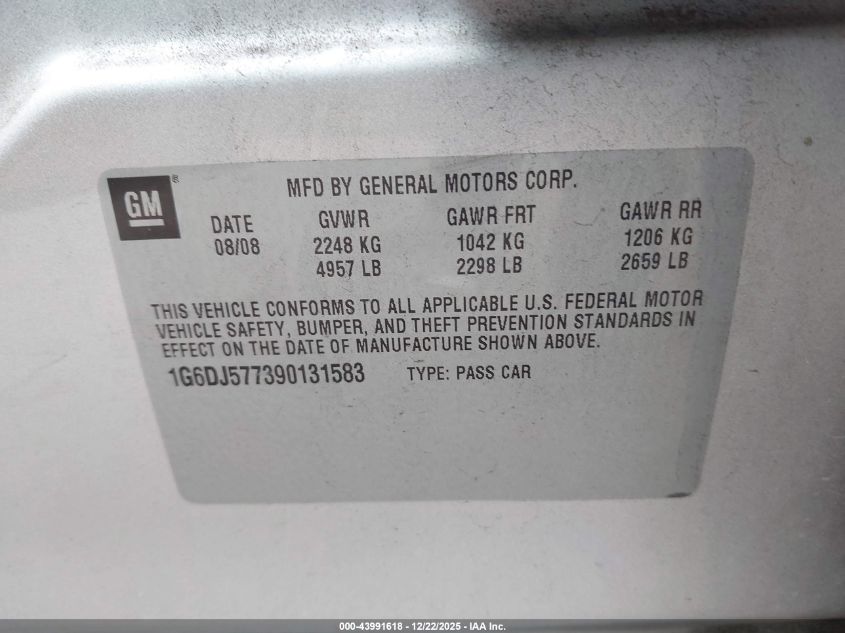 GM®
MFD BY GENERAL MOTORS CORP.
DATE GVWR GAWR FRT GAWR RR
08/08 2248 KG 1042 KG 1206 KG
4957 LB 2298 LB 2659 LB
THIS VEHICLE CONFORMS TO ALL APPLICABLE U.S. FEDERAL MOTOR
VEHICLE SAFETY, BUMPER, AND THEFT PREVENTION STANDARDS IN
EFFECT ON THE DATE OF MANUFACTURE SHOWN ABOVE.
1G6DJ577390131583 TYPE: PASS CAR
000-43991618 - 12/22/2025 - IAA Inc.